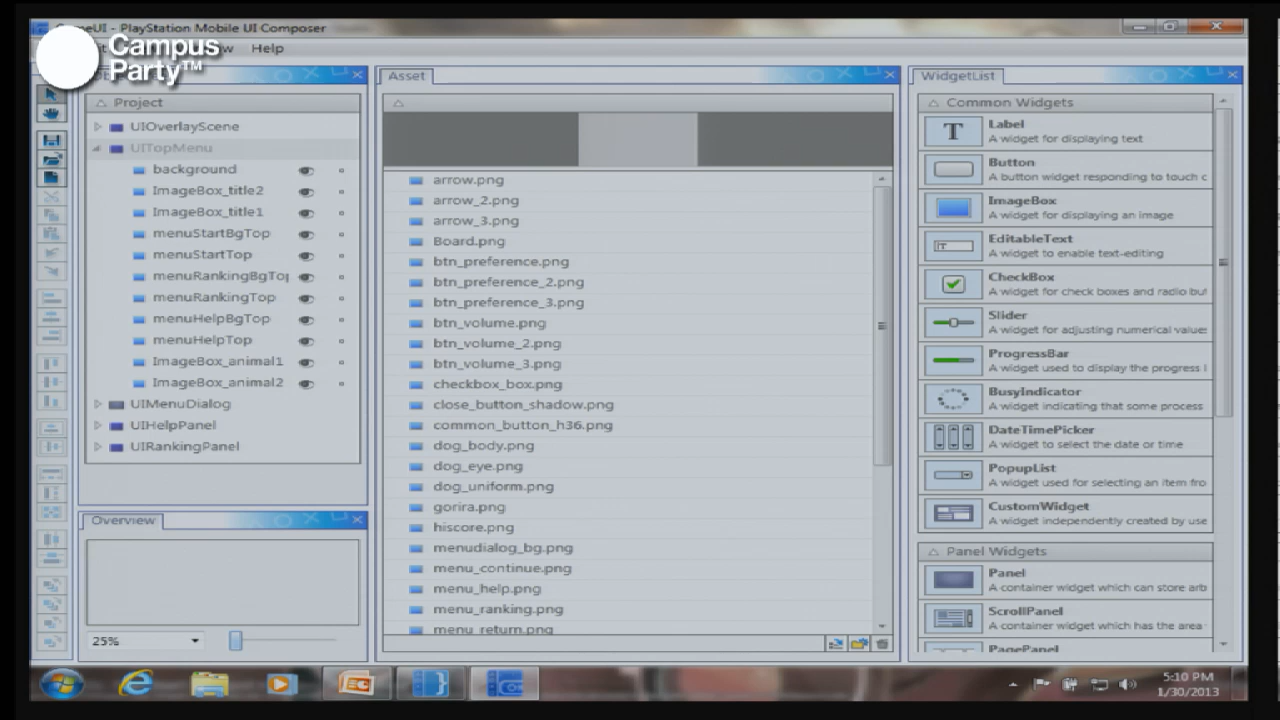 meUI - PlayStation Mobile UI Composer
Campus
Party™
Help
Project
UIOverlayScene
UITopMenu
background
ImageBox_title2
ImageBox_title1
menuStartBgTop
menuStartTop
menuRankingBgTop
menuRankingTop
menuHelpBgTop
menuHelpTop
ImageBox_animal1
ImageBox_animal2
UIMenuDialog
UIHelpPanel
UIRankingPanel
Overview
25%
Asset
arrow.png
arrow_2.png
arrow_3.png
Board.png
btn_preference.png
btn_preference_2.png
btn_preference_3.png
btn_volume.png
btn_volume_2.png
btn_volume_3.png
checkbox_box.png
close_button_shadow.png
common_button_h36.png
dog_body.png
dog_eye.png
dog_uniform.png
gorira.png
hiscore.png
menudialog_bg.png
menu_continue.png
menu_help.png
menu_ranking.png
menu_return.png
WidgetList
Common Widgets
T
Label
A widget for displaying text
Button
A button widget responding to touch c
ImageBox
A widget for displaying an image
EditableText
A widget to enable text-editing
CheckBox
A widget for check boxes and radio but
Slider
A widget for adjusting numerical values
ProgressBar
A widget used to display the progress l
BusyIndicator
A widget indicating that some process
DateTimePicker
A widget to select the date or time
PopupList
A widget used for selecting an item fro
CustomWidget
A widget independently created by use
Panel Widgets
Panel
A container widget which can store arb
ScrollPanel
A container widget which has the area
PagePanel
5:10 PM
1/30/2013